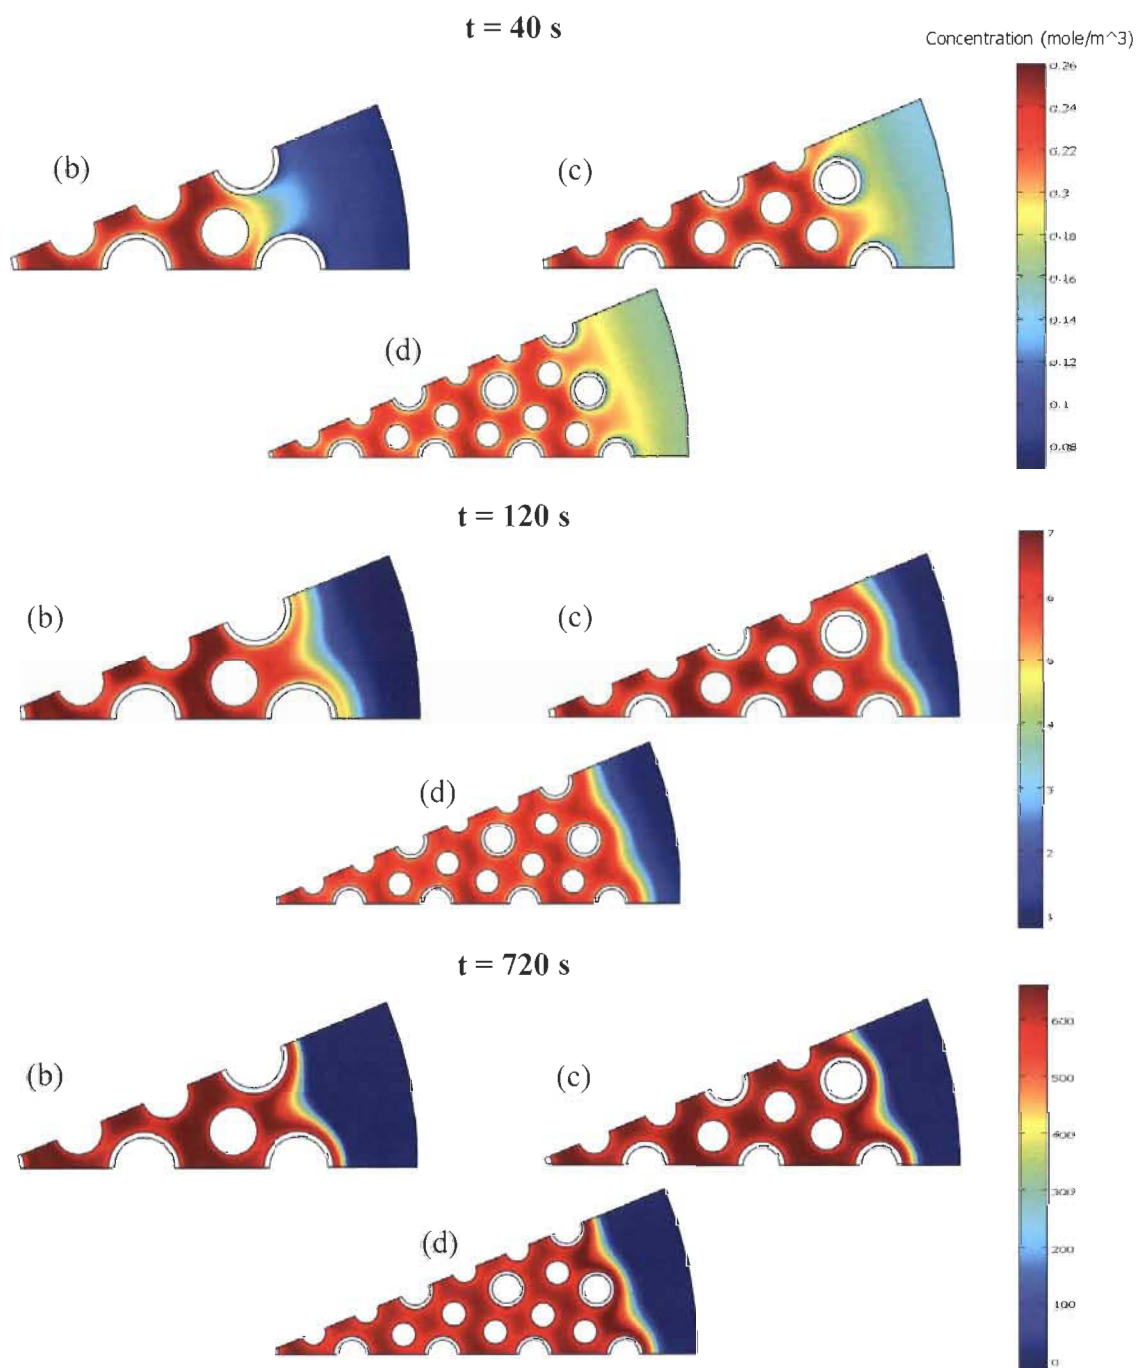 t = 40 s
Concentration (mole/m^3)
(b)
(c)
(d)
0.26
0.24
0.22
0.2
0.18
0.16
0.14
0.12
0.1
0.08
t = 120 s
(b)
(c)
(d)
7
6
5
4
3
2
1
t = 720 s
(b)
(c)
(d)
600
500
400
300
200
100
0